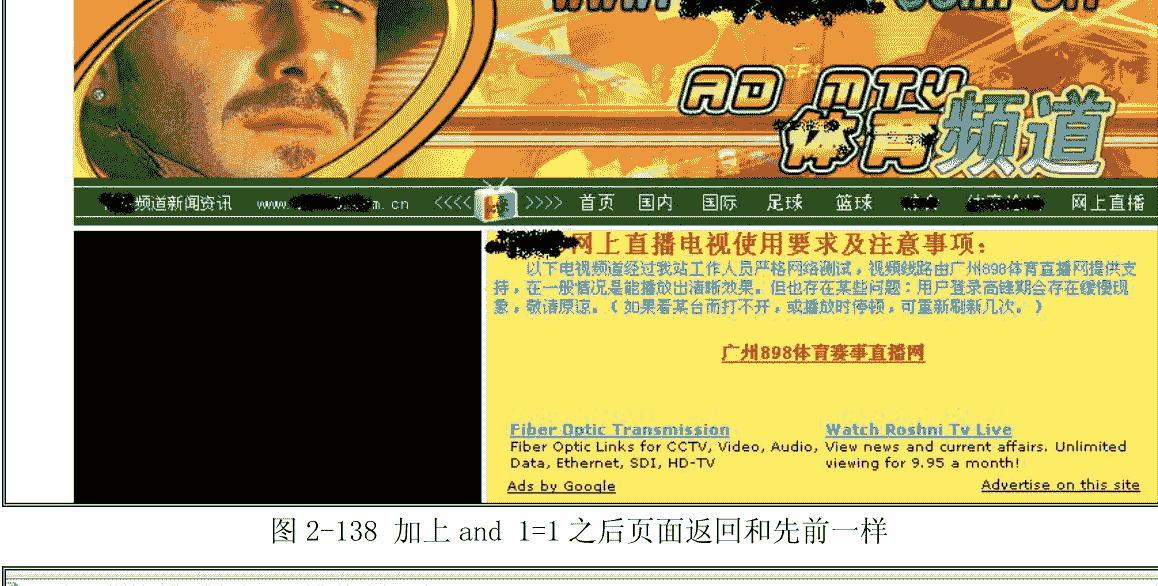 AD MTV
体育频道
频道新闻资讯 www. m.cn <<<< >>>> 首页 国内 国际 足球 篮球 网上直播
网上直播电视使用要求及注意事项：
以下电视频道经过我站工作人员严格网络测试，视频线路由广州898体育直播网提供支
持，在一般情况是能播放出清晰效果。但也存在某些问题：用户登录高锋期会存在缓慢现
象，敬请原谅。（如果看某台而打不开，或播放时停顿，可重新刷新几次。）
广州898体育赛事直播网
Fiber Optic Transmission
Fiber Optic Links for CCTV, Video, Audio,
Data, Ethernet, SDI, HD-TV
Watch Roshni Tv Live
View news and current affairs. Unlimited
viewing for 9.95 a month!
Ads by Google
Advertise on this site
图 2-138 加上 and 1=1 之后页面返回和先前一样